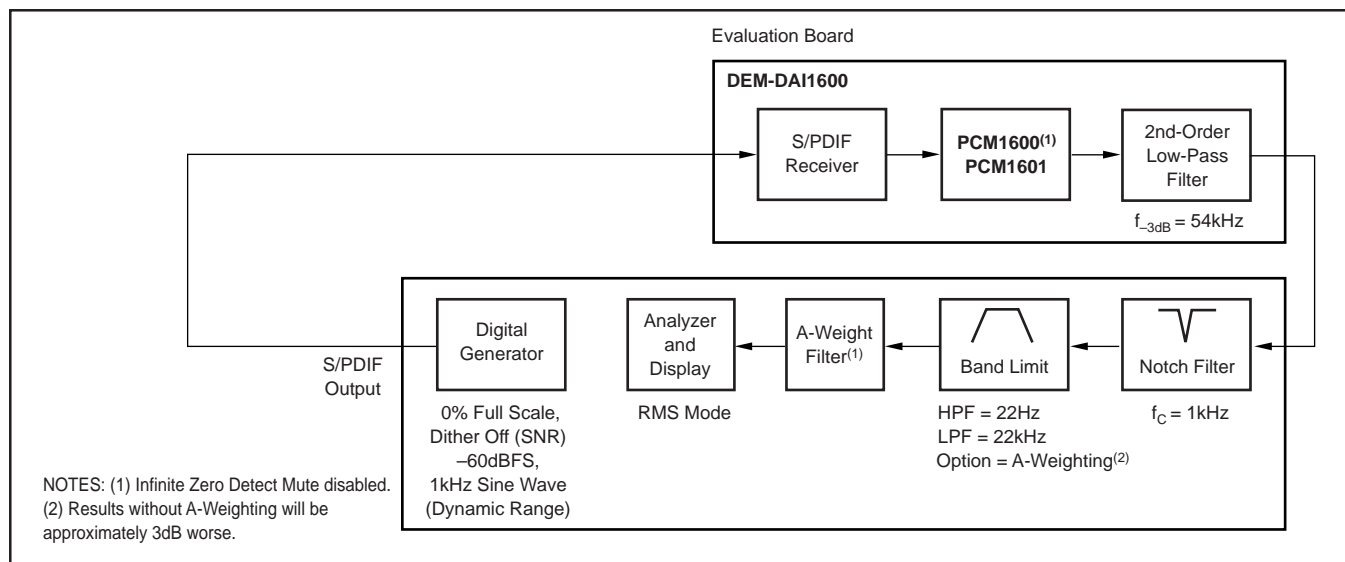 Evaluation Board
DEM-DAI1600
S/PDIF
Receiver
PCM1600(1)
PCM1601
2nd-Order
Low-Pass
Filter
f–3dB = 54kHz
S/PDIF
Output
Digital
Generator
0% Full Scale,
Dither Off (SNR)
–60dBFS,
1kHz Sine Wave
(Dynamic Range)
Analyzer
and
Display
RMS Mode
A-Weight
Filter(1)
Band Limit
HPF = 22Hz
LPF = 22kHz
Option = A-Weighting(2)
Notch Filter
fC = 1kHz
NOTES: (1) Infinite Zero Detect Mute disabled.
(2) Results without A-Weighting will be
approximately 3dB worse.